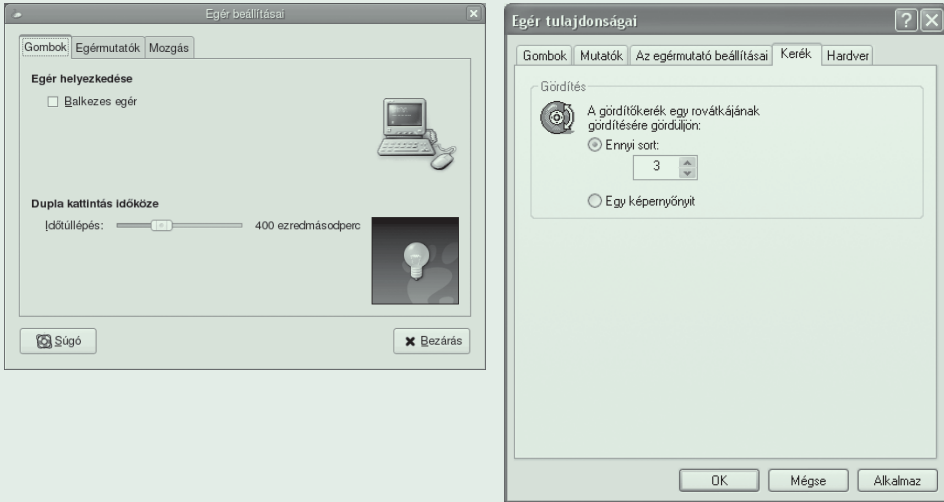 Egér beállításai
Gombok Egérmutatók Mozgás
Egér helyezkedése
Balkezes egér
Dupla kattintás időköze
Időtúllépés: 400 ezredmásodperc
Súgó
Bezárás
Egér tulajdonságai
Gombok Mutatók Az egérmutató beállításai Kerék Hardver
Gördítés
A gördítőkerék egy rovátkájának
gördítésére gördüljön:
Ennyi sort:
3
Egy képernyőnyit
OK Mégse Alkalmaz